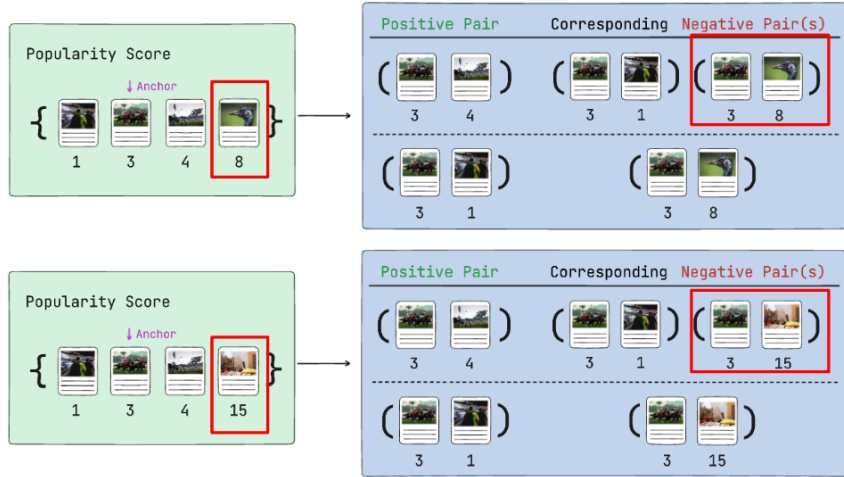 Popularity Score
↓ Anchor
{ }
1 3 4 8
Positive Pair Corresponding Negative Pair(s)
( ) ( ) ( )
3 4 3 1 3 8
( ) ( )
3 1 3 8
Popularity Score
↓ Anchor
{ }
1 3 4 15
Positive Pair Corresponding Negative Pair(s)
( ) ( ) ( )
3 4 3 1 3 15
( ) ( )
3 1 3 15